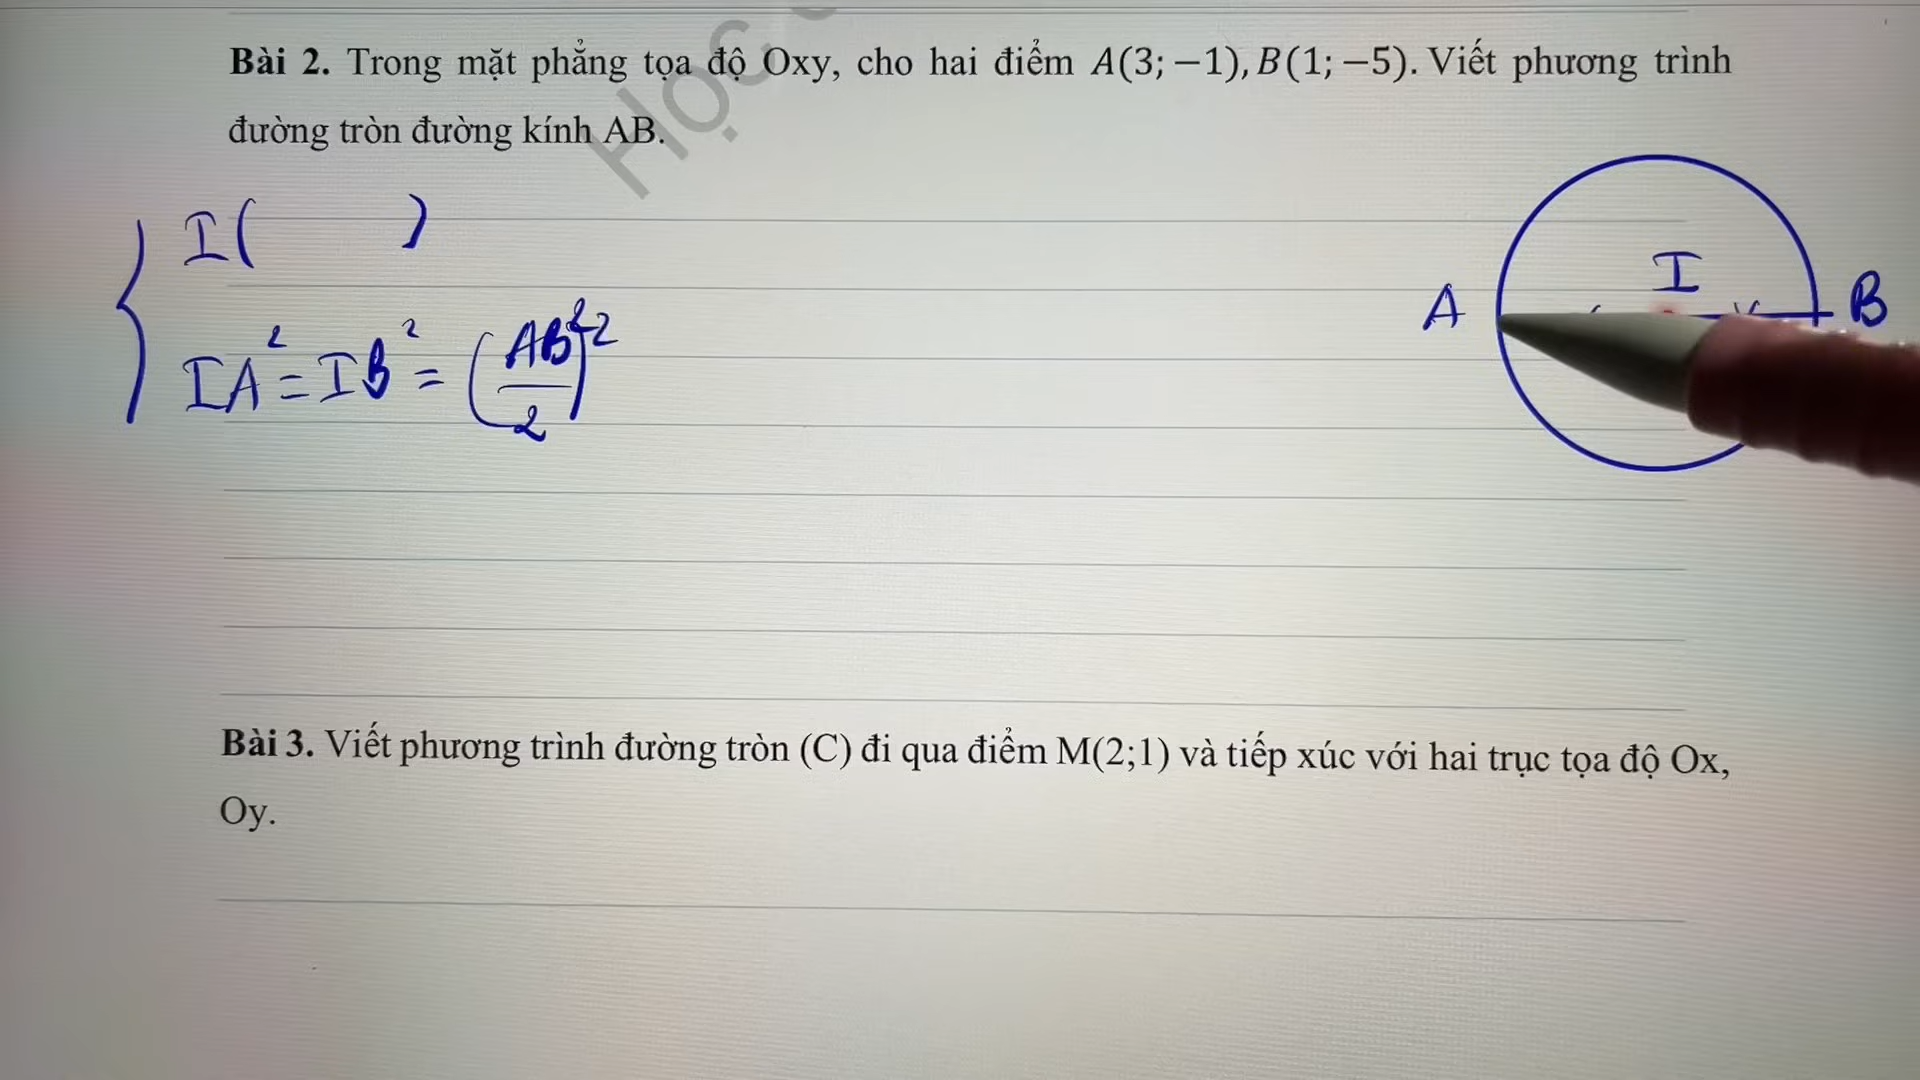 Học
Bài 2. Trong mặt phẳng tọa độ Oxy, cho hai điểm A(3; −1), B(1; −5). Viết phương trình
đường tròn đường kính AB.
I(      )
IA² = IB² = (AB/2)²
A I B
Bài 3. Viết phương trình đường tròn (C) đi qua điểm M(2;1) và tiếp xúc với hai trục tọa độ Ox,
Oy.